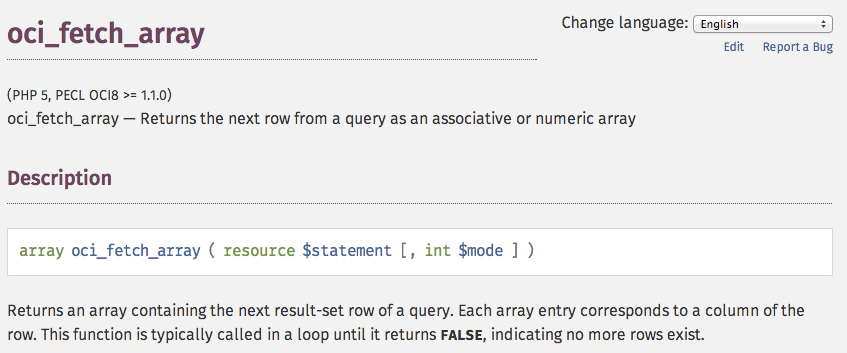 oci_fetch_array
Change language: English
Edit Report a Bug
(PHP 5, PECL OCI8 >= 1.1.0)
oci_fetch_array — Returns the next row from a query as an associative or numeric array
Description
array oci_fetch_array ( resource $statement [, int $mode ] )
Returns an array containing the next result-set row of a query. Each array entry corresponds to a column of the
row. This function is typically called in a loop until it returns FALSE, indicating no more rows exist.